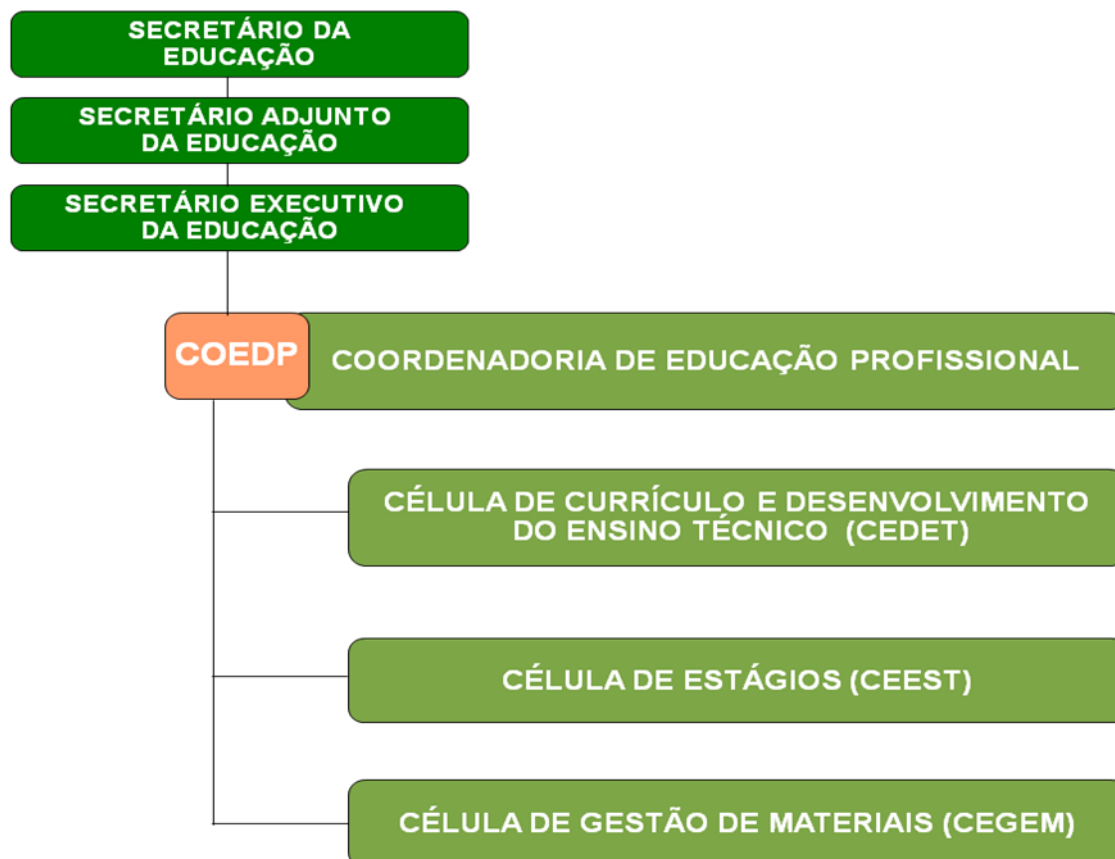 SECRETÁRIO DA
EDUCAÇÃO
SECRETÁRIO ADJUNTO
DA EDUCAÇÃO
SECRETÁRIO EXECUTIVO
DA EDUCAÇÃO
COEDP
COORDENADORIA DE EDUCAÇÃO PROFISSIONAL
CÉLULA DE CURRÍCULO E DESENVOLVIMENTO
DO ENSINO TÉCNICO (CEDET)
CÉLULA DE ESTÁGIOS (CEEST)
CÉLULA DE GESTÃO DE MATERIAIS (CEGEM)